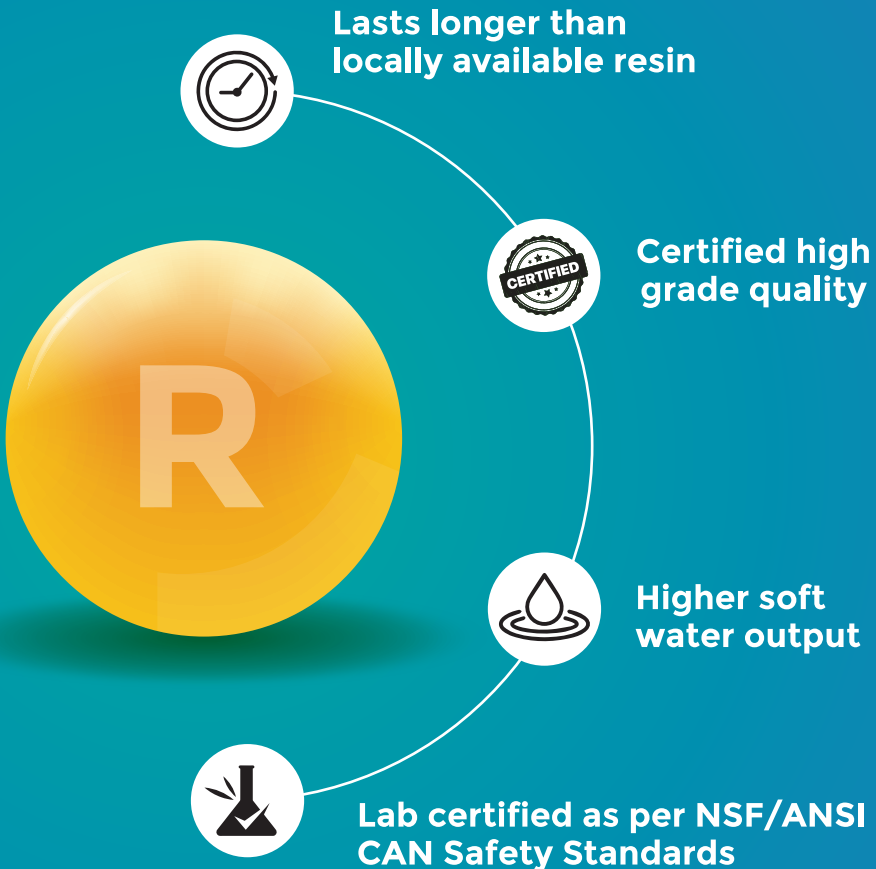 Lasts longer than
locally available resin
CERTIFIED
Certified high
grade quality
R
Higher soft
water output
Lab certified as per NSF/ANSI
CAN Safety Standards